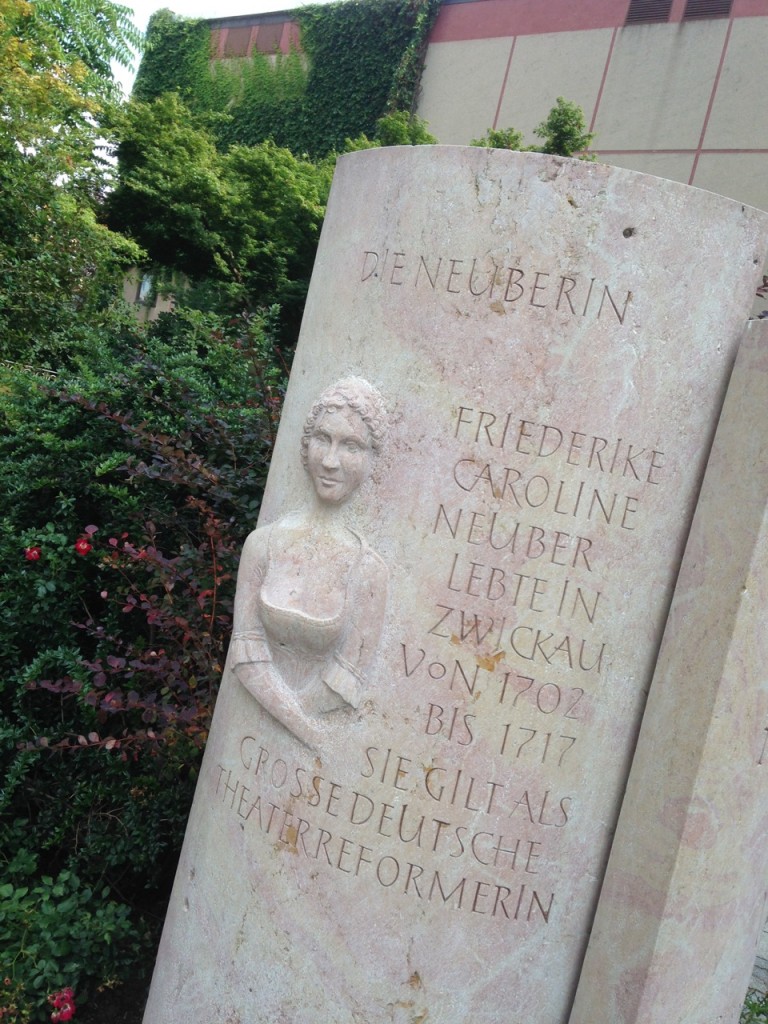 DIE NEUBERIN
FRIEDERIKE
CAROLINE
NEUBER
LEBTE IN
ZWICKAU
VON 1702
BIS 1717
SIE GILT ALS
GROSSE DEUTSCHE
THEATERREFORMERIN